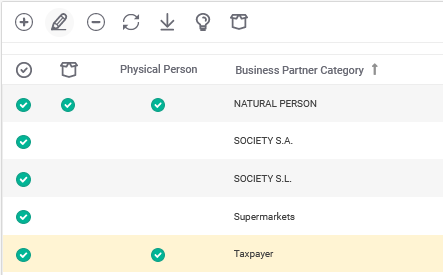 Physical Person Business Partner Category
NATURAL PERSON
SOCIETY S.A.
SOCIETY S.L.
Supermarkets
Taxpayer